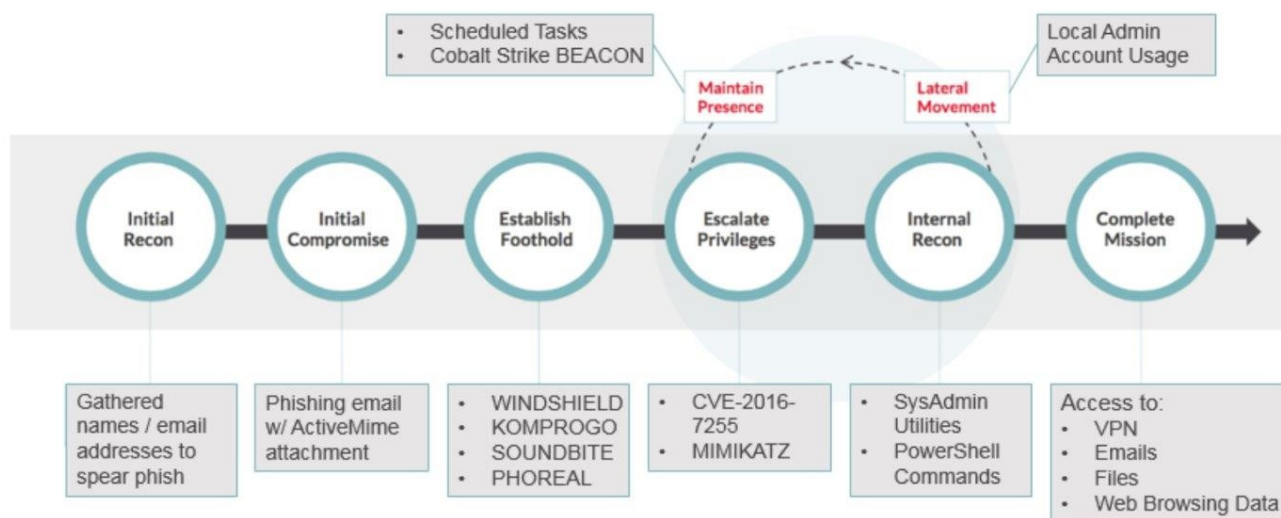 • Scheduled Tasks
• Cobalt Strike BEACON
Local Admin
Account Usage
Maintain
Presence
Lateral
Movement
Initial
Recon
Initial
Compromise
Establish
Foothold
Escalate
Privileges
Internal
Recon
Complete
Mission
Gathered
names / email
addresses to
spear phish
Phishing email
w/ ActiveMime
attachment
• WINDSHIELD
• KOMPROGO
• SOUNDBITE
• PHOREAL
• CVE-2016-
7255
• MIMIKATZ
• SysAdmin
Utilities
• PowerShell
Commands
Access to:
• VPN
• Emails
• Files
• Web Browsing Data